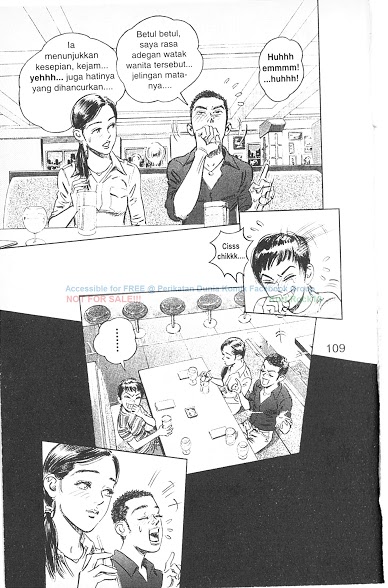 Ia
menunjukkan
kesepian, kejam...
yehhh... juga hatinya
yang dihancurkan....
Betul betul,
saya rasa
adegan watak
wanita tersebut...
jelingan mata-
nya....
Huhhh
emmmm!
...huhhh!
Cisss
chikkk....
Accessible for FREE @ Perikatan Dunia Komik Facebook Group
NOT FOR SALE!!!
109
.......